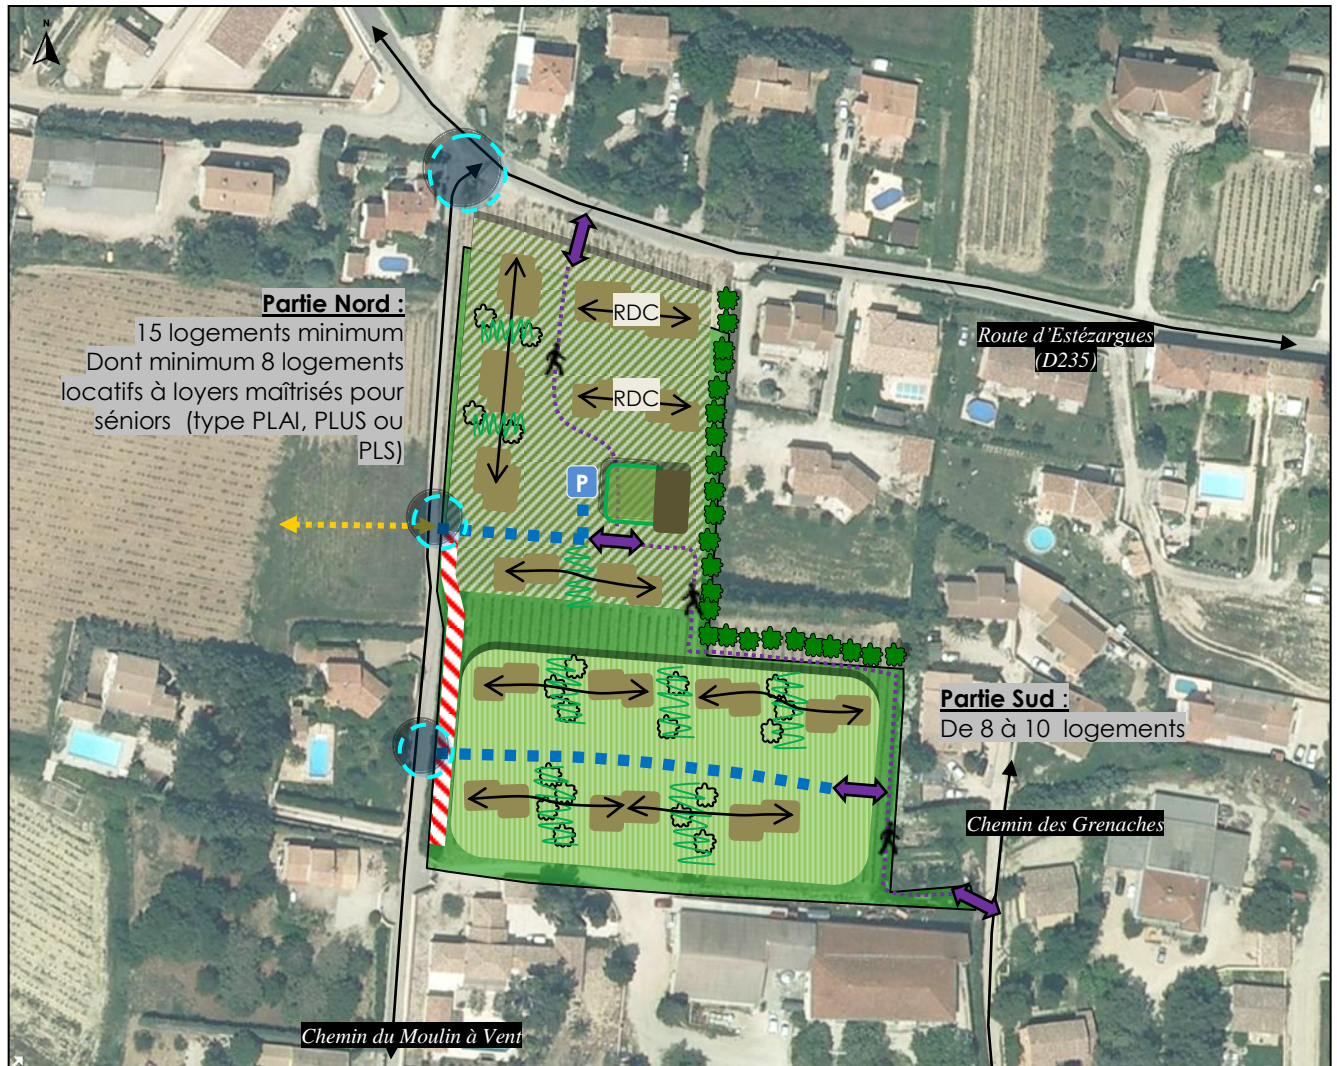 N
Partie Nord :
15 logements minimum
Dont minimum 8 logements
locatifs à loyers maîtrisés pour
séniors (type PLAI, PLUS ou
PLS)
RDC
RDC
Route d'Estézargues
(D235)
P
Partie Sud :
De 8 à 10 logements
Chemin des Grenaches
Chemin du Moulin à Vent